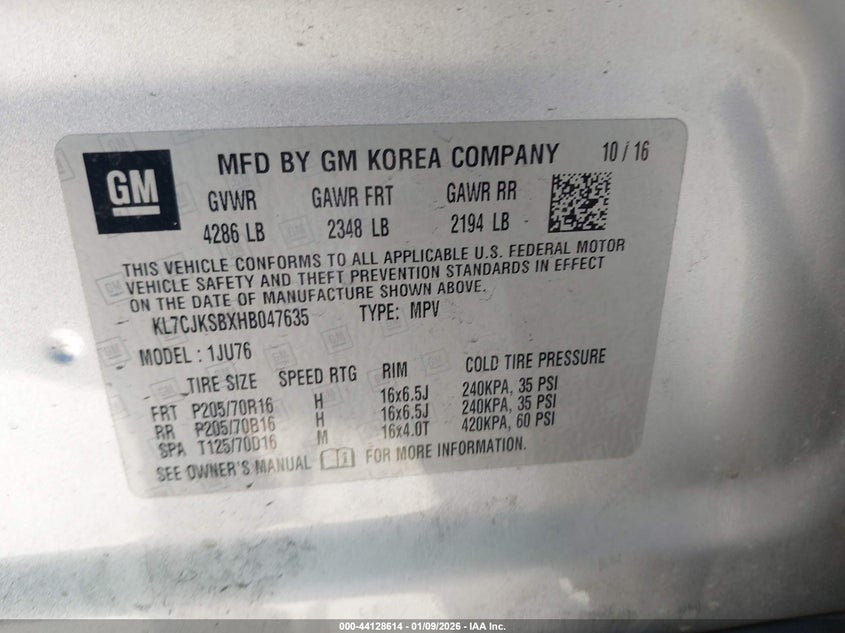 GM
MFD BY GM KOREA COMPANY 10 / 16
GVWR GAWR FRT GAWR RR
4286 LB 2348 LB 2194 LB
THIS VEHICLE CONFORMS TO ALL APPLICABLE U.S. FEDERAL MOTOR
VEHICLE SAFETY AND THEFT PREVENTION STANDARDS IN EFFECT
ON THE DATE OF MANUFACTURE SHOWN ABOVE.
KL7CJKSBXHB047635 TYPE: MPV
MODEL : 1JU76
TIRE SIZE SPEED RTG RIM COLD TIRE PRESSURE
FRT P205/70R16 H 16x6.5J 240KPA, 35 PSI
RR P205/70R16 H 16x6.5J 240KPA, 35 PSI
SPA T125/70D16 M 16x4.0T 420KPA, 60 PSI
SEE OWNER'S MANUAL FOR MORE INFORMATION.
000-44128614 - 01/09/2026 - IAA Inc.